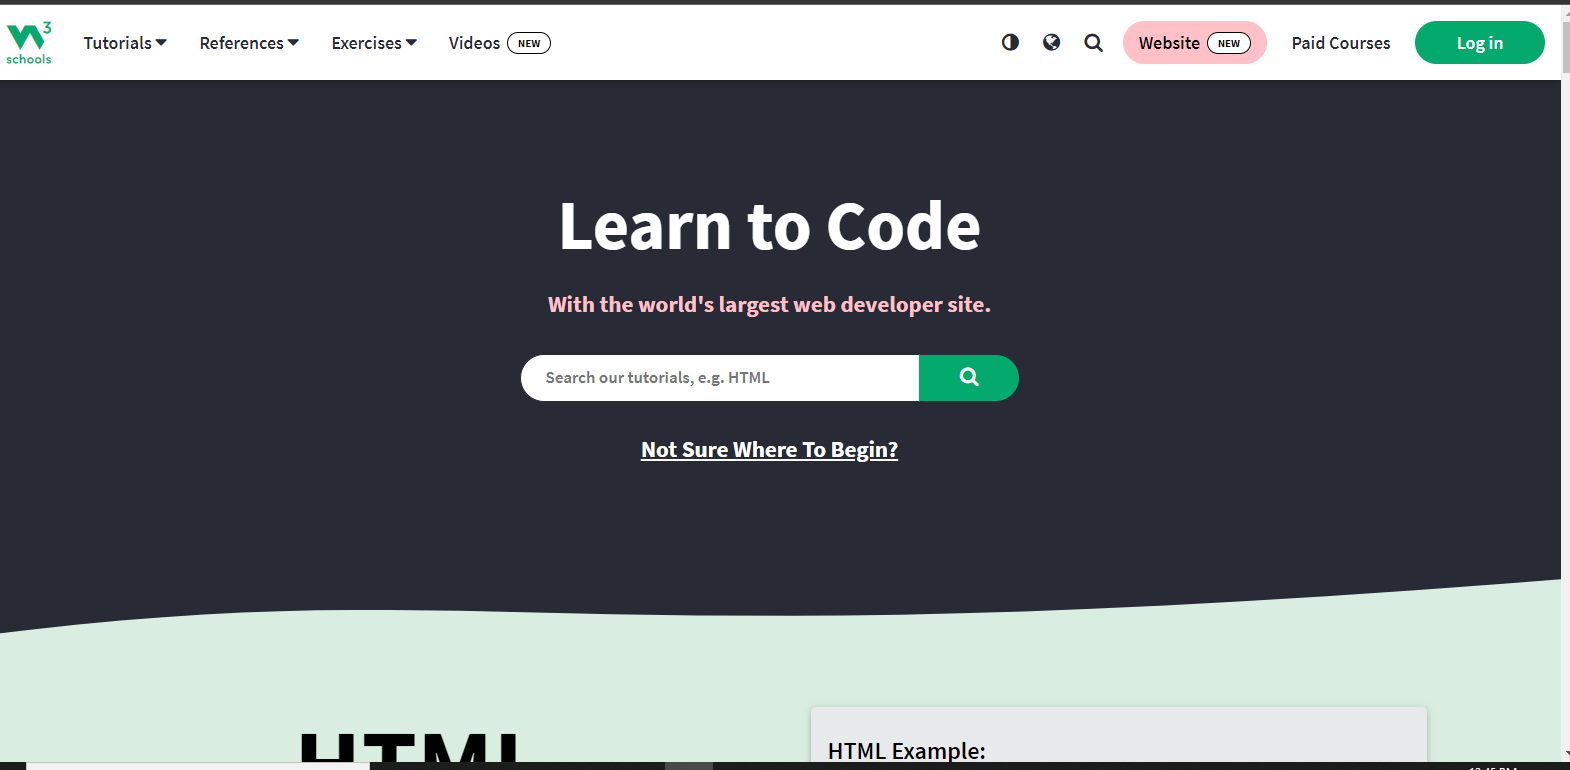 W3 schools
Tutorials References Exercises Videos NEW Website NEW Paid Courses Log in
Learn to Code
With the world's largest web developer site.
Search our tutorials, e.g. HTML
Not Sure Where To Begin?
HTML
HTML Example: